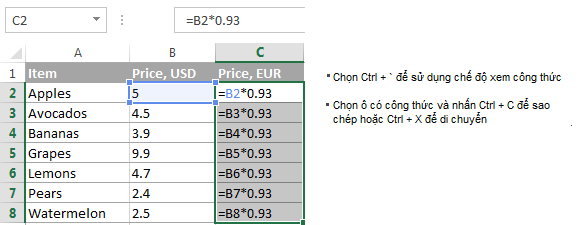 C2 =B2*0.93
A B C
1 Item Price, USD Price, EUR
2 Apples 5 =B2*0.93
3 Avocados 4.5 =B3*0.93
4 Bananas 3.9 =B4*0.93
5 Grapes 9.9 =B5*0.93
6 Lemons 4.7 =B6*0.93
7 Pears 2.4 =B7*0.93
8 Watermelon 2.5 =B8*0.93
• Chọn Ctrl + ` để sử dụng chế độ xem công thức
• Chọn ô có công thức và nhấn Ctrl + C để sao
chép hoặc Ctrl + X để di chuyển